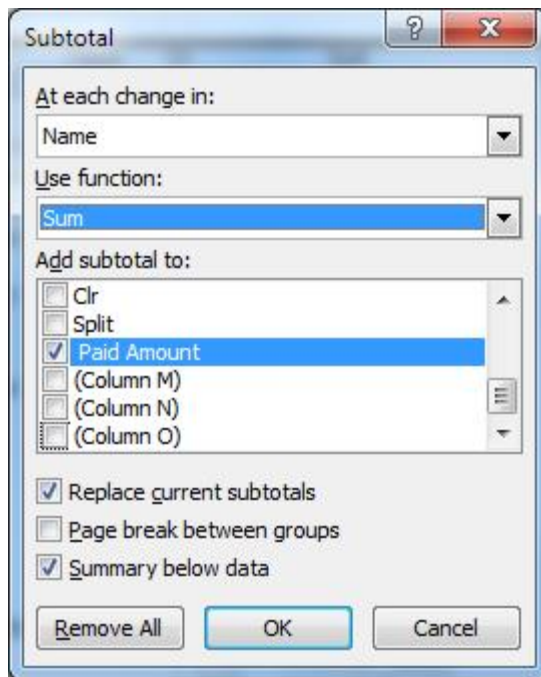 Subtotal
At each change in:
Name
Use function:
Sum
Add subtotal to:
Clr
Split
Paid Amount
(Column M)
(Column N)
(Column O)
Replace current subtotals
Page break between groups
Summary below data
Remove All OK Cancel